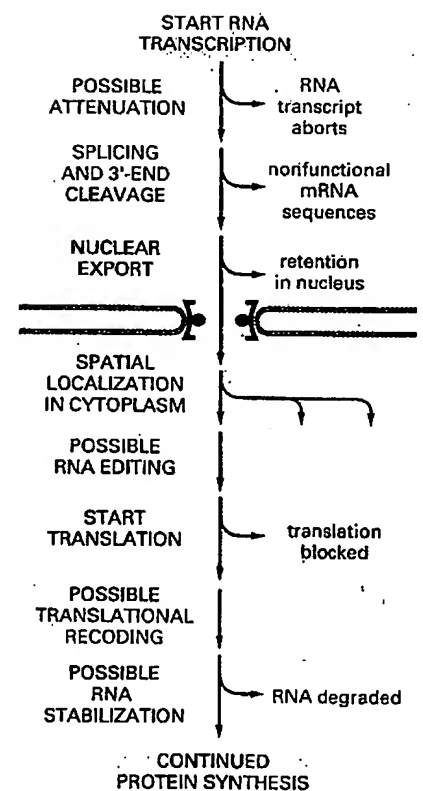 START RNA
TRANSCRIPTION
POSSIBLE
ATTENUATION
RNA
transcript
aborts
SPLICING
AND 3'-END
CLEAVAGE
nonfunctional
mRNA
sequences
NUCLEAR
EXPORT
retention
in nucleus
SPATIAL
LOCALIZATION
IN CYTOPLASM
POSSIBLE
RNA EDITING
START
TRANSLATION
translation
blocked
POSSIBLE
TRANSLATIONAL
RECODING
POSSIBLE
RNA
STABILIZATION
RNA degraded
CONTINUED
PROTEIN SYNTHESIS